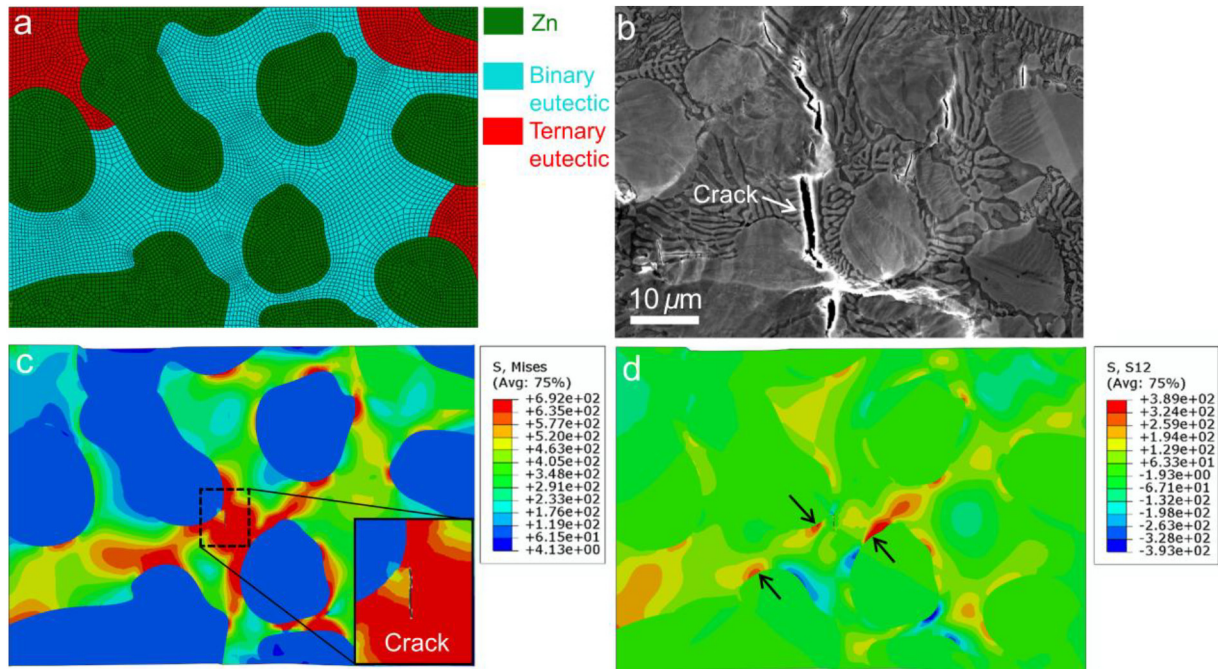 a
Zn
Binary
eutectic
Ternary
eutectic
b
Crack
10 µm
c
Crack
S, Mises
(Avg: 75%)
+6.92e+02
+6.35e+02
+5.77e+02
+5.20e+02
+4.63e+02
+4.05e+02
+3.48e+02
+2.91e+02
+2.33e+02
+1.76e+02
+1.19e+02
+6.15e+01
+4.13e+00
d
S, S12
(Avg: 75%)
+3.89e+02
+3.24e+02
+2.59e+02
+1.94e+02
+1.29e+02
+6.33e+01
-1.93e+00
-6.71e+01
-1.32e+02
-1.98e+02
-2.63e+02
-3.28e+02
-3.93e+02